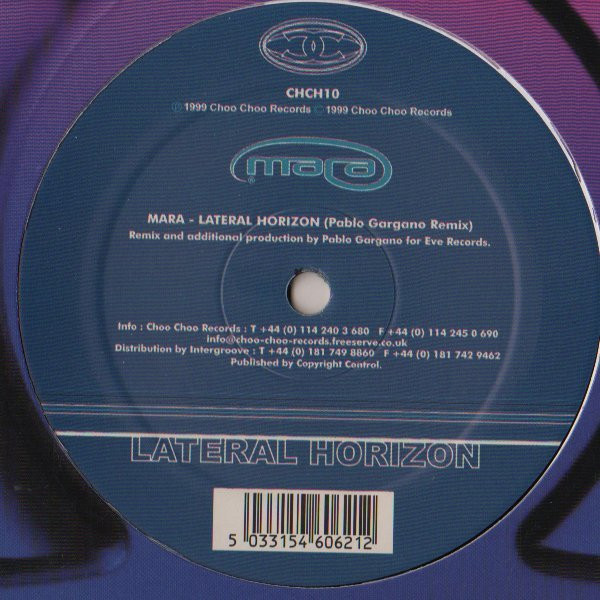 CHCH10
℗ 1999 Choo Choo Records © 1999 Choo Choo Records
mara®
MARA - LATERAL HORIZON (Pablo Gargano Remix)
Remix and additional production by Pablo Gargano for Eve Records.
Info : Choo Choo Records : T +44 (0) 114 240 3 680 F +44 (0) 114 245 0 690
info@choo-choo-records.freeserve.co.uk
Distribution by Intergroove : T +44 (0) 181 749 8860 F +44 (0) 181 742 9462
Published by Copyright Control.
LATERAL HORIZON
5 033154 606212